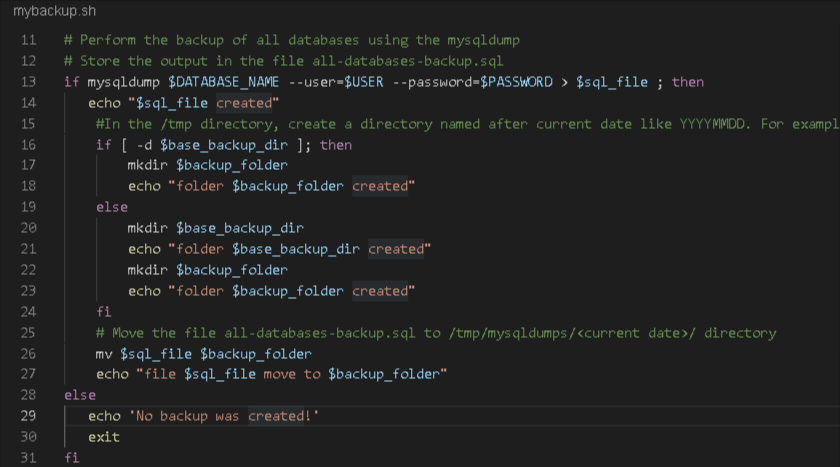 mybackup.sh
11 # Perform the backup of all databases using the mysqldump
12 # Store the output in the file all-databases-backup.sql
13 if mysqldump $DATABASE_NAME --user=$USER --password=$PASSWORD > $sql_file ; then
14 echo "$sql_file created"
15 #In the /tmp directory, create a directory named after current date like YYYYMMDD. For exampl
16 if [ -d $base_backup_dir ]; then
17 mkdir $backup_folder
18 echo "folder $backup_folder created"
19 else
20 mkdir $base_backup_dir
21 echo "folder $base_backup_dir created"
22 mkdir $backup_folder
23 echo "folder $backup_folder created"
24 fi
25 # Move the file all-databases-backup.sql to /tmp/mysqldumps/<current date>/ directory
26 mv $sql_file $backup_folder
27 echo "file $sql_file move to $backup_folder"
28 else
29 echo 'No backup was created!'
30 exit
31 fi